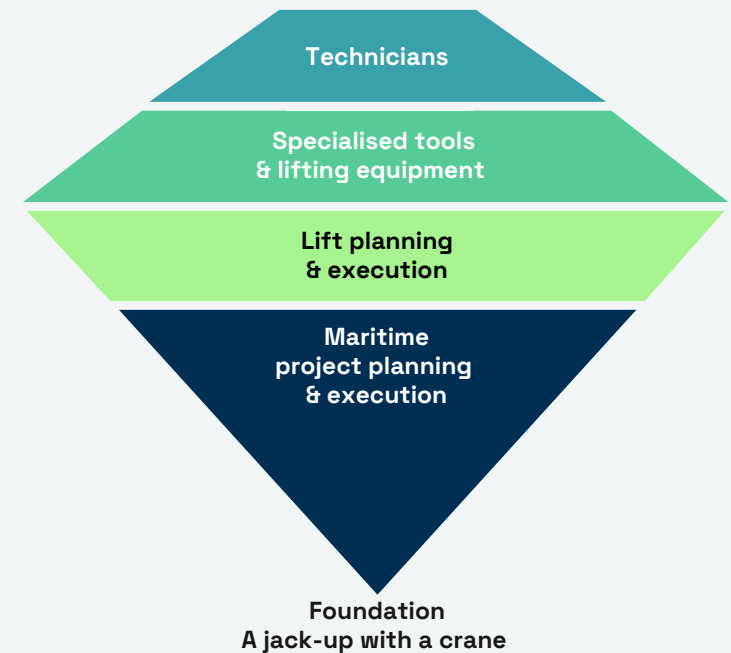 Technicians
Specialised tools
& lifting equipment
Lift planning
& execution
Maritime
project planning
& execution
Foundation
A jack-up with a crane